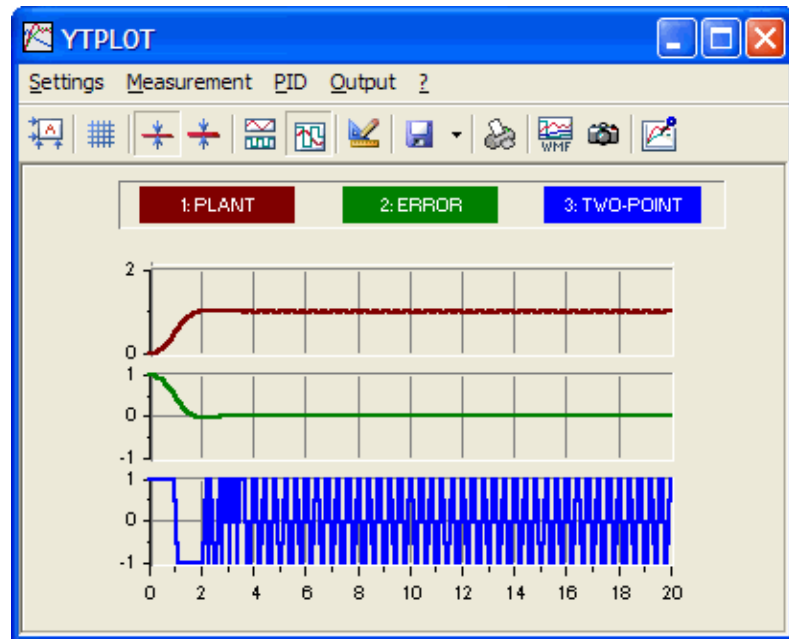 YTPLOT
Settings Measurement PID Output ?
A
WMF
1: PLANT 2: ERROR 3: TWO-POINT
2
0
1
0
-1
1
0
-1
0 2 4 6 8 10 12 14 16 18 20